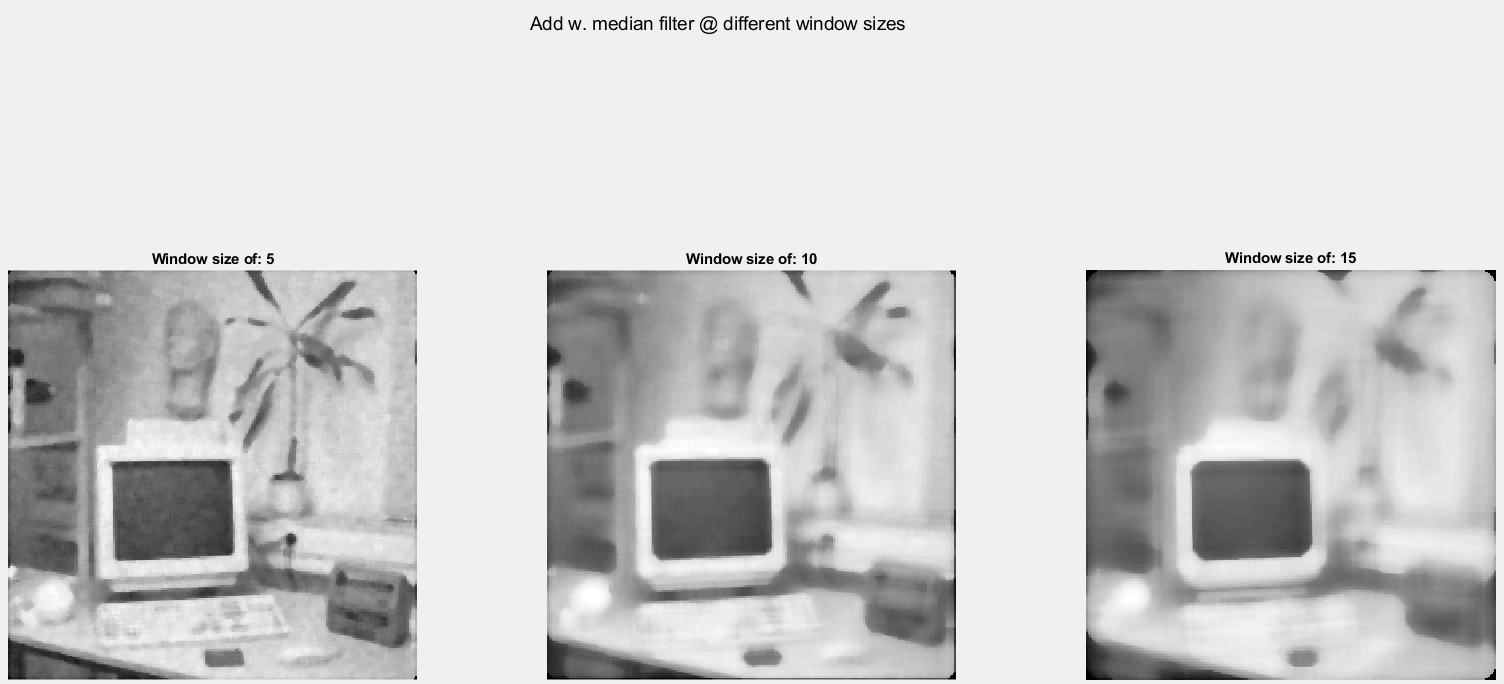 Add w. median filter @ different window sizes
Window size of: 5
Window size of: 10
Window size of: 15